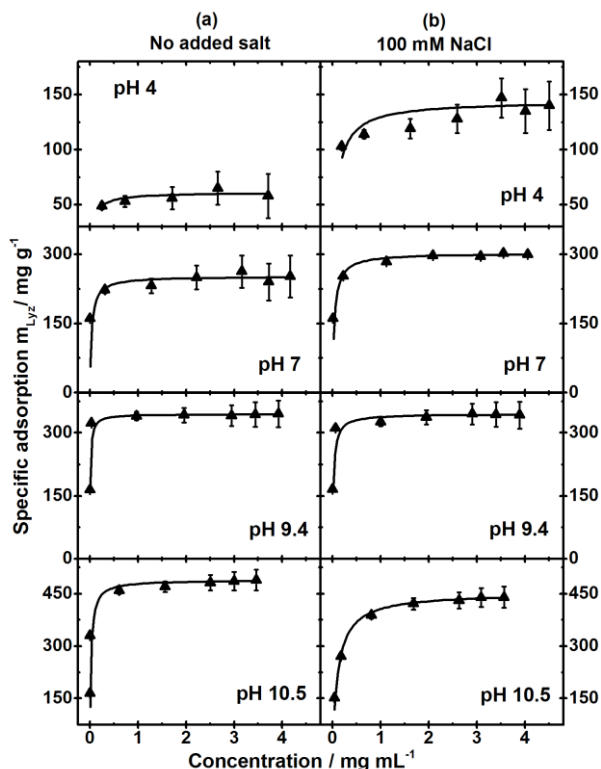 (a) (b)
No added salt 100 mM NaCl
pH 4
150 150
100 100
50 50
pH 4
300 300
150 150
pH 7 pH 7
0 0
300 300
150 150
pH 9.4 pH 9.4
0 0
450 450
300 300
150 150
pH 10.5 pH 10.5
0 1 2 3 4 0 1 2 3 4
Concentration / mg mL-1
Specific adsorption mLyz/ mg g-1